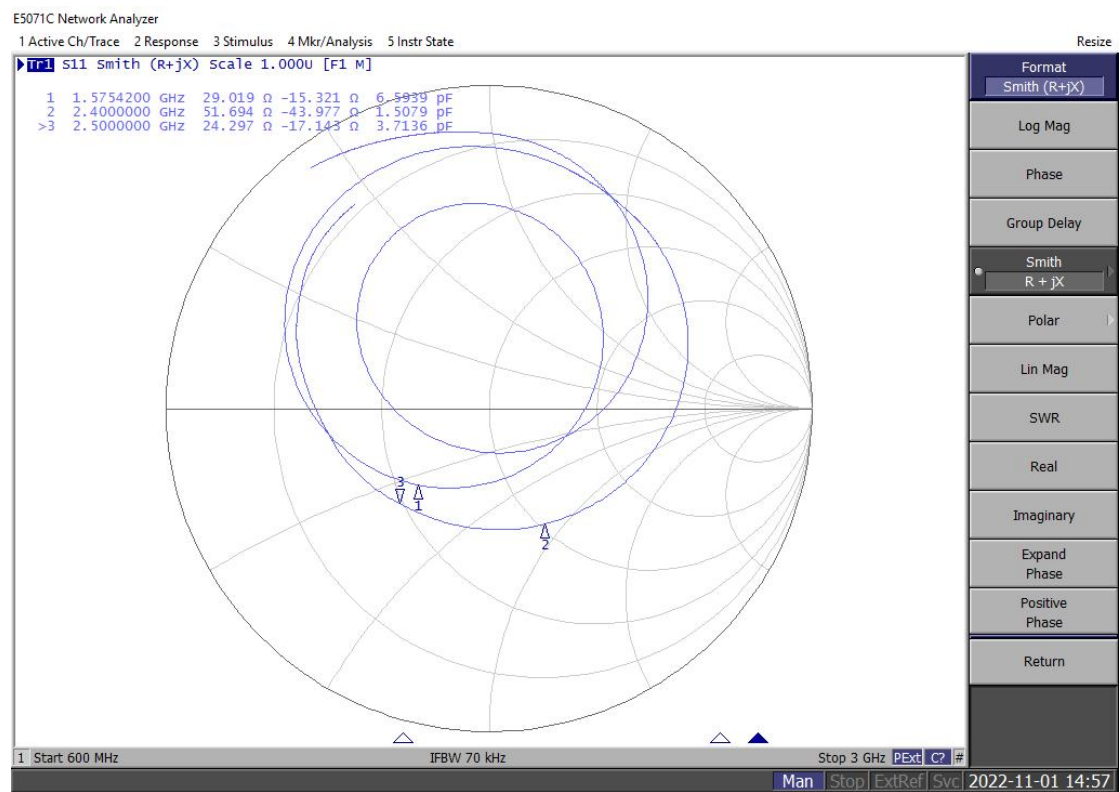 E5071C Network Analyzer
1 Active Ch/Trace 2 Response 3 Stimulus 4 Mkr/Analysis 5 Instr State Resize
Tr1 S11 Smith (R+jX) Scale 1.000U [F1 M]
1 1.5754200 GHz 29.019 Ω -15.321 Ω 6.5939 pF
2 2.4000000 GHz 51.694 Ω -43.977 Ω 1.5079 pF
>3 2.5000000 GHz 24.297 Ω -17.143 Ω 3.7136 pF
3
1
2
1 Start 600 MHz IFBW 70 kHz Stop 3 GHz PExt C? #
Format
Smith (R+jX)
Log Mag
Phase
Group Delay
Smith
R + jX
Polar
Lin Mag
SWR
Real
Imaginary
Expand
Phase
Positive
Phase
Return
Man Stop ExtRef Svc 2022-11-01 14:57